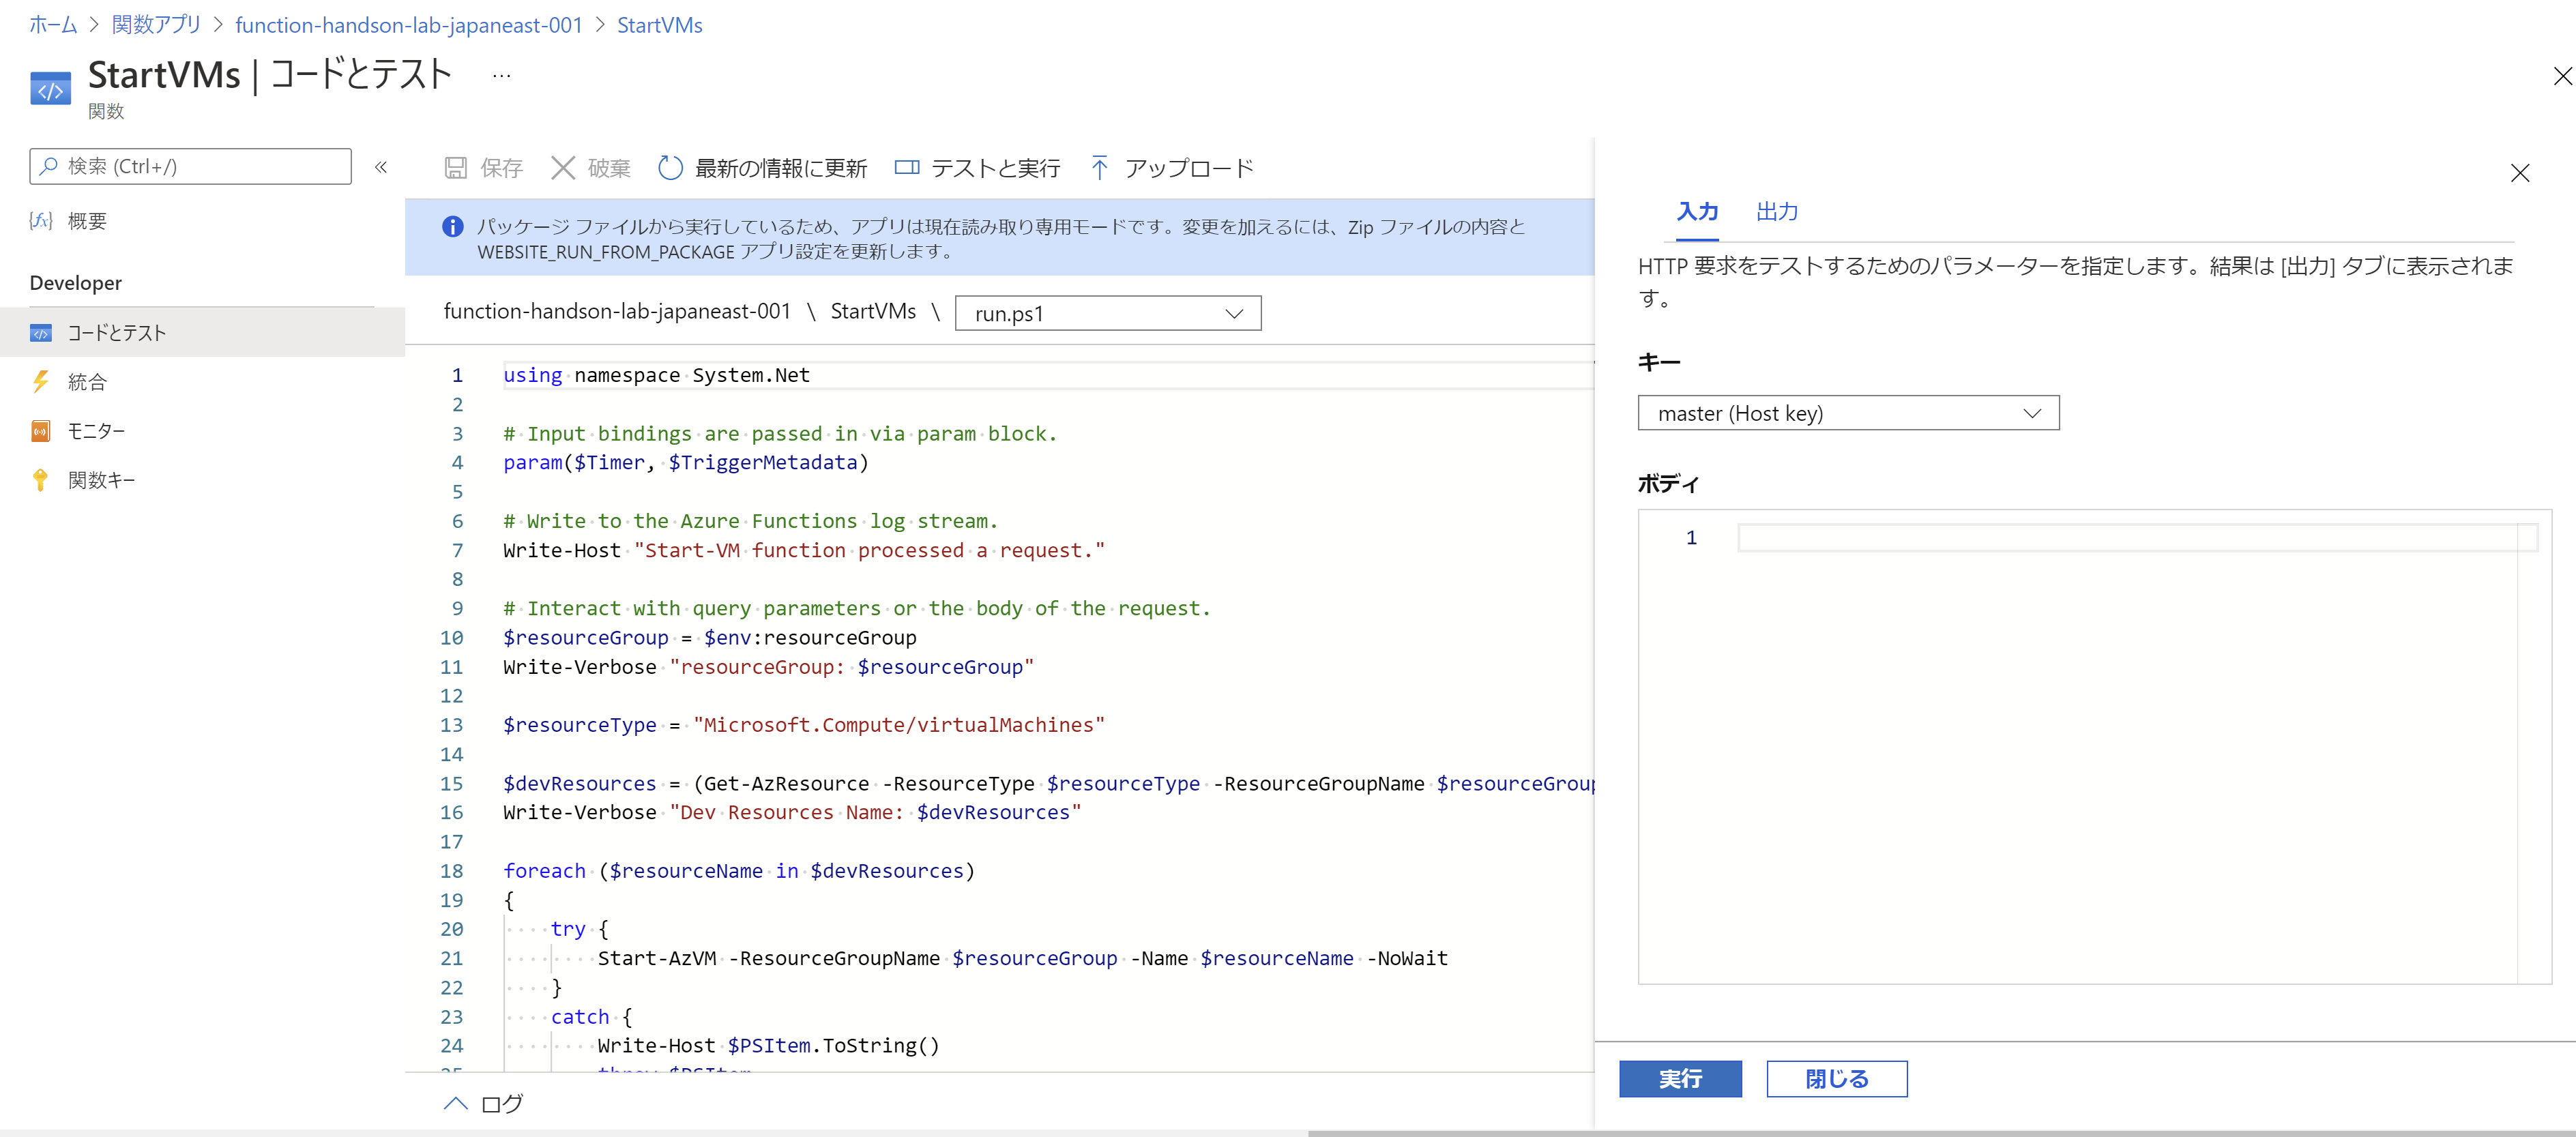 ホーム > 関数アプリ > function-handson-lab-japaneast-001 > StartVMs
StartVMs | コードとテスト ...
関数
検索 (Ctrl+/)
«
概要
Developer
コードとテスト
統合
モニター
関数キー
保存 破棄 最新の情報に更新 テストと実行 アップロード
パッケージ ファイルから実行しているため、アプリは現在読み取り専用モードです。変更を加えるには、Zip ファイルの内容と
WEBSITE_RUN_FROM_PACKAGE アプリ設定を更新します。
function-handson-lab-japaneast-001 \ StartVMs \ run.ps1
1 using namespace System.Net
2
3 # Input bindings are passed in via param block.
4 param($Timer, $TriggerMetadata)
5
6 # Write to the Azure Functions log stream.
7 Write-Host "Start-VM function processed a request."
8
9 # Interact with query parameters or the body of the request.
10 $resourceGroup = $env:resourceGroup
11 Write-Verbose "resourceGroup: $resourceGroup"
12
13 $resourceType = "Microsoft.Compute/virtualMachines"
14
15 $devResources = (Get-AzResource -ResourceType $resourceType -ResourceGroupName $resourceGroup
16 Write-Verbose "Dev Resources Name: $devResources"
17
18 foreach ($resourceName in $devResources)
19 {
20 try {
21 Start-AzVM -ResourceGroupName $resourceGroup -Name $resourceName -NoWait
22 }
23 catch {
24 Write-Host $PSItem.ToString()
ログ
入力 出力
HTTP 要求をテストするためのパラメーターを指定します。結果は [出力] タブに表示されま
す。
キー
master (Host key)
ボディ
1
実行 閉じる